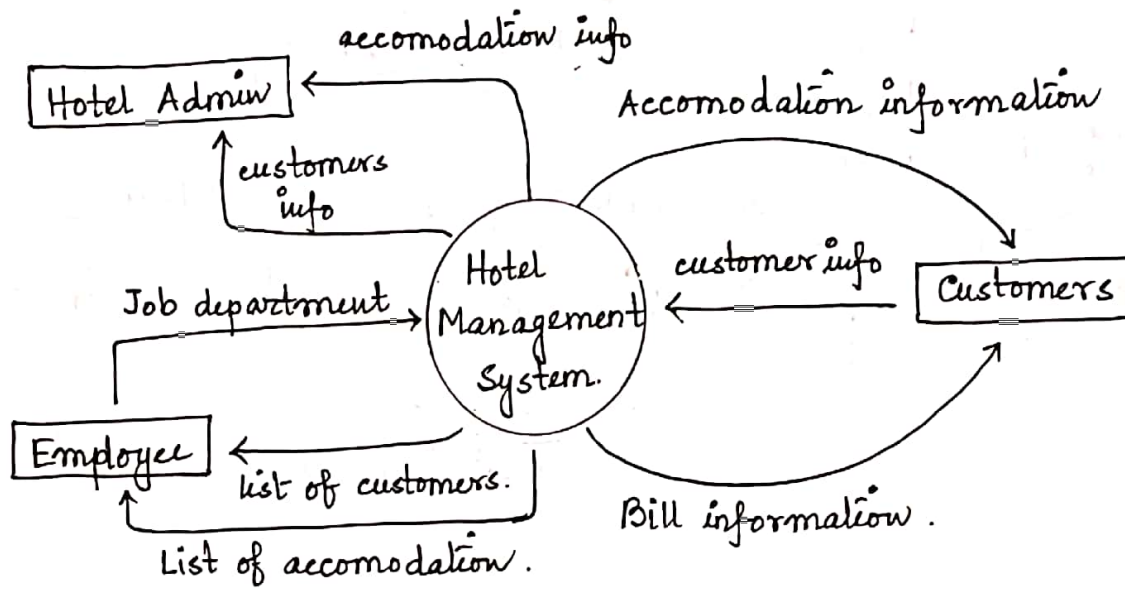 accomodation info
Hotel Admin
Accomodation information
customers
info
Hotel
Management
System.
customer info
Customers
Job department
Employee
list of customers.
Bill information.
List of accomodation.